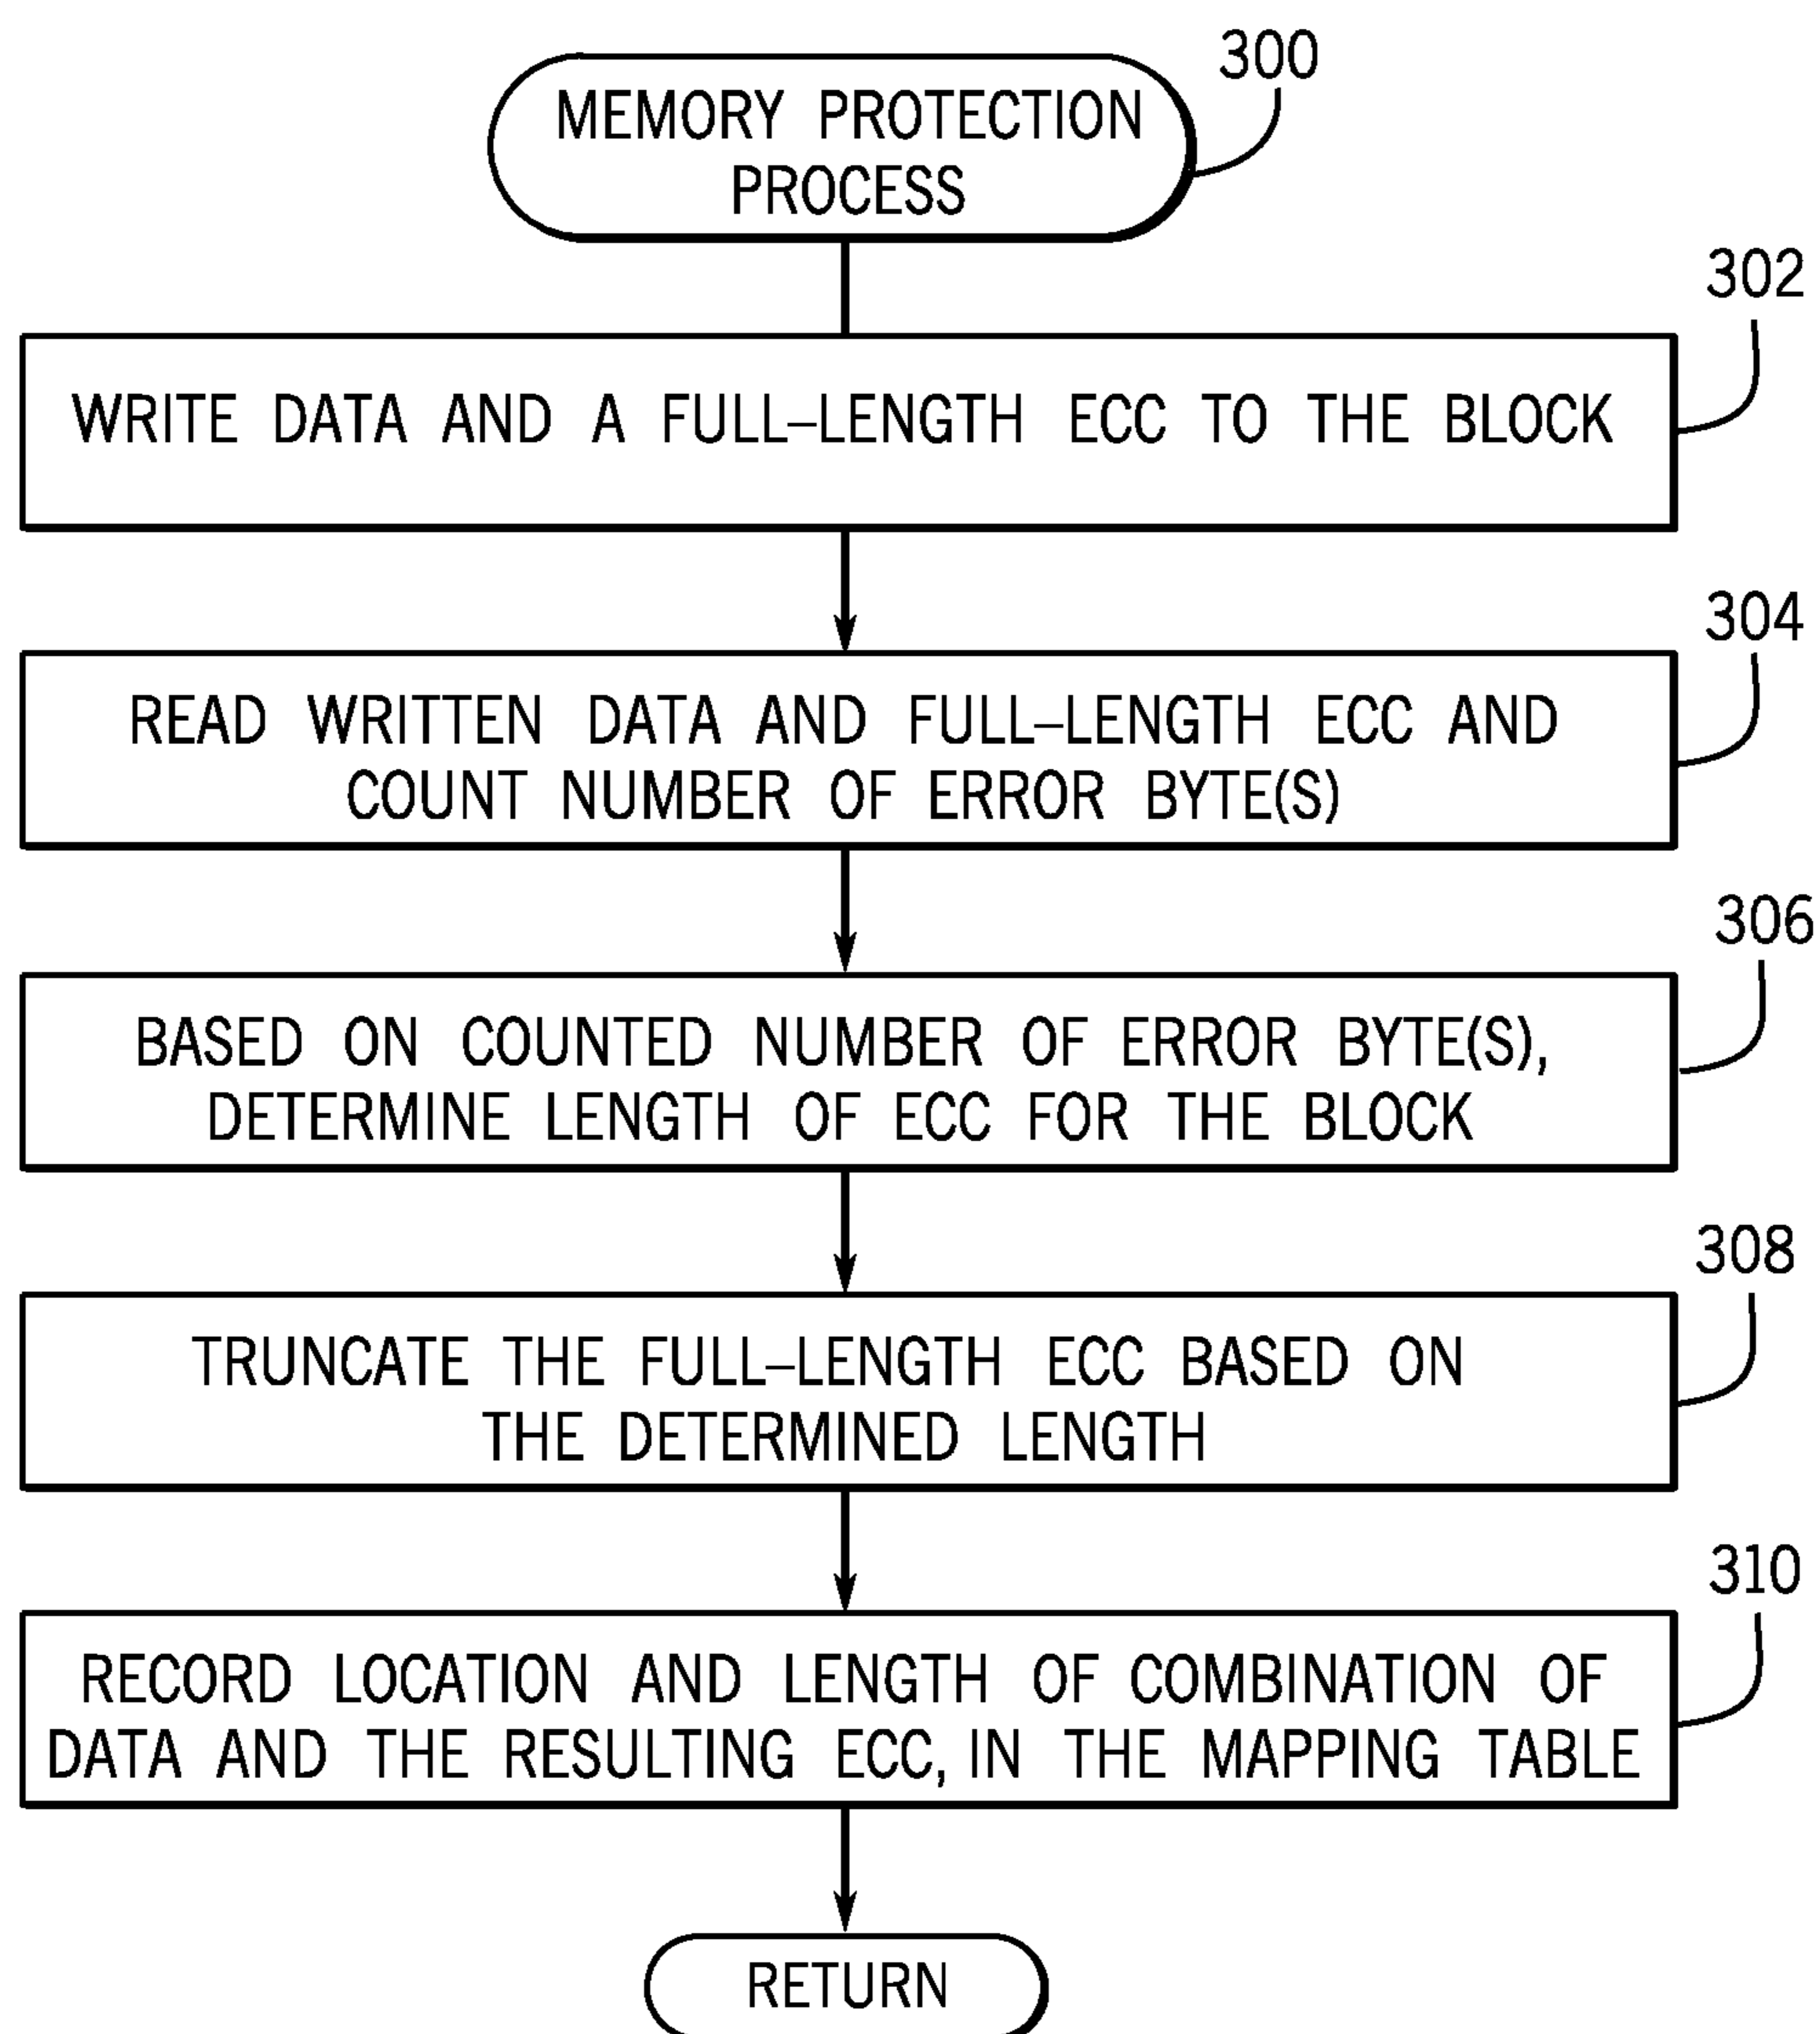 300
MEMORY PROTECTION
PROCESS
302
WRITE DATA AND A FULL–LENGTH ECC TO THE BLOCK
304
READ WRITTEN DATA AND FULL–LENGTH ECC AND
COUNT NUMBER OF ERROR BYTE(S)
306
BASED ON COUNTED NUMBER OF ERROR BYTE(S),
DETERMINE LENGTH OF ECC FOR THE BLOCK
308
TRUNCATE THE FULL–LENGTH ECC BASED ON
THE DETERMINED LENGTH
310
RECORD LOCATION AND LENGTH OF COMBINATION OF
DATA AND THE RESULTING ECC, IN THE MAPPING TABLE
RETURN